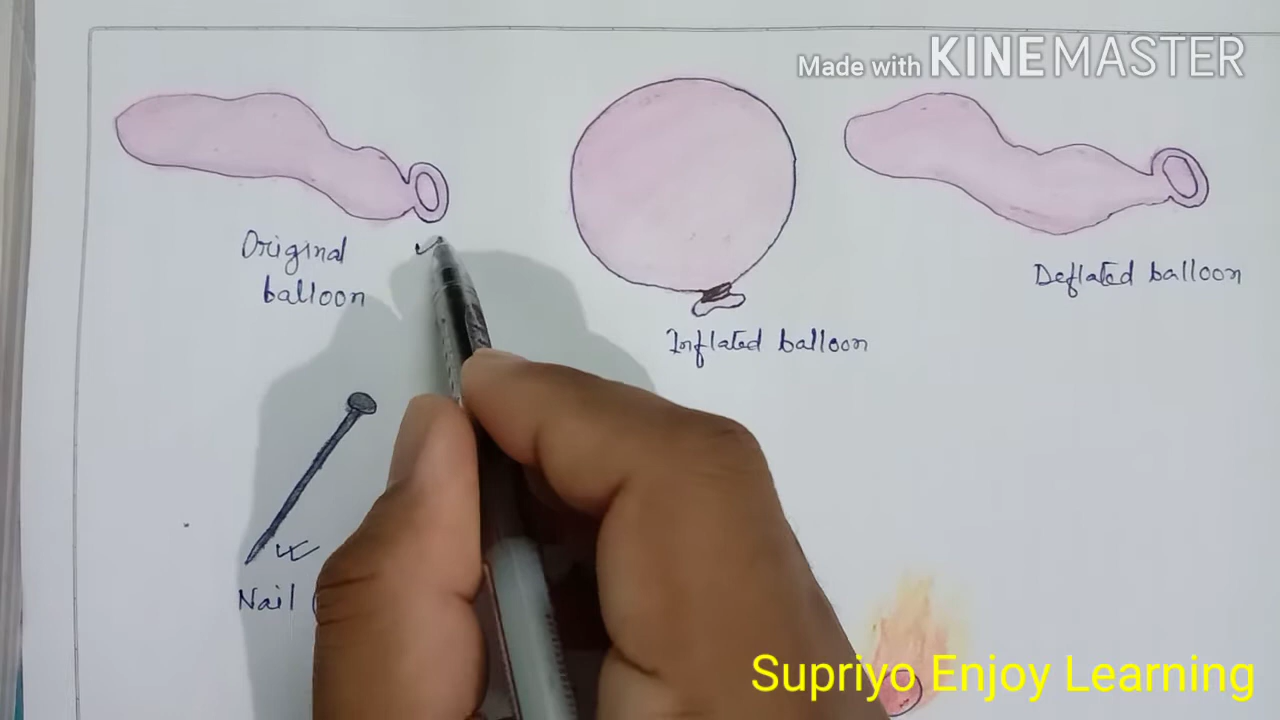 Made with KINEMASTER
Original
balloon
Inflated balloon
Deflated balloon
Nail (
Supriyo Enjoy Learning